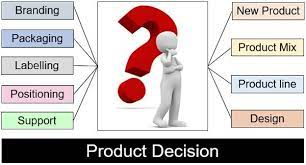 Branding
Packaging
Labelling
Positioning
Support
New Product
Product Mix
Product line
Design
Product Decision